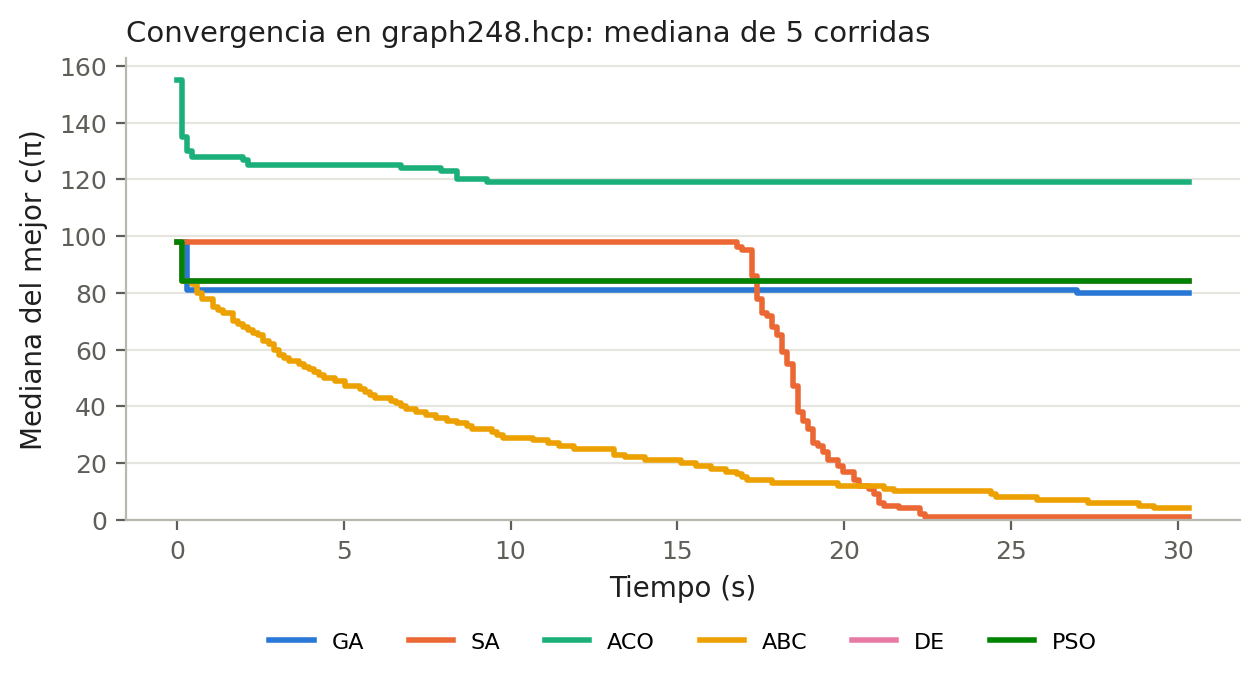 Convergencia en graph248.hcp: mediana de 5 corridas
Mediana del mejor c(π)
160
140
120
100
80
60
40
20
0
0 5 10 15 20 25 30
Tiempo (s)
GA SA ACO ABC DE PSO